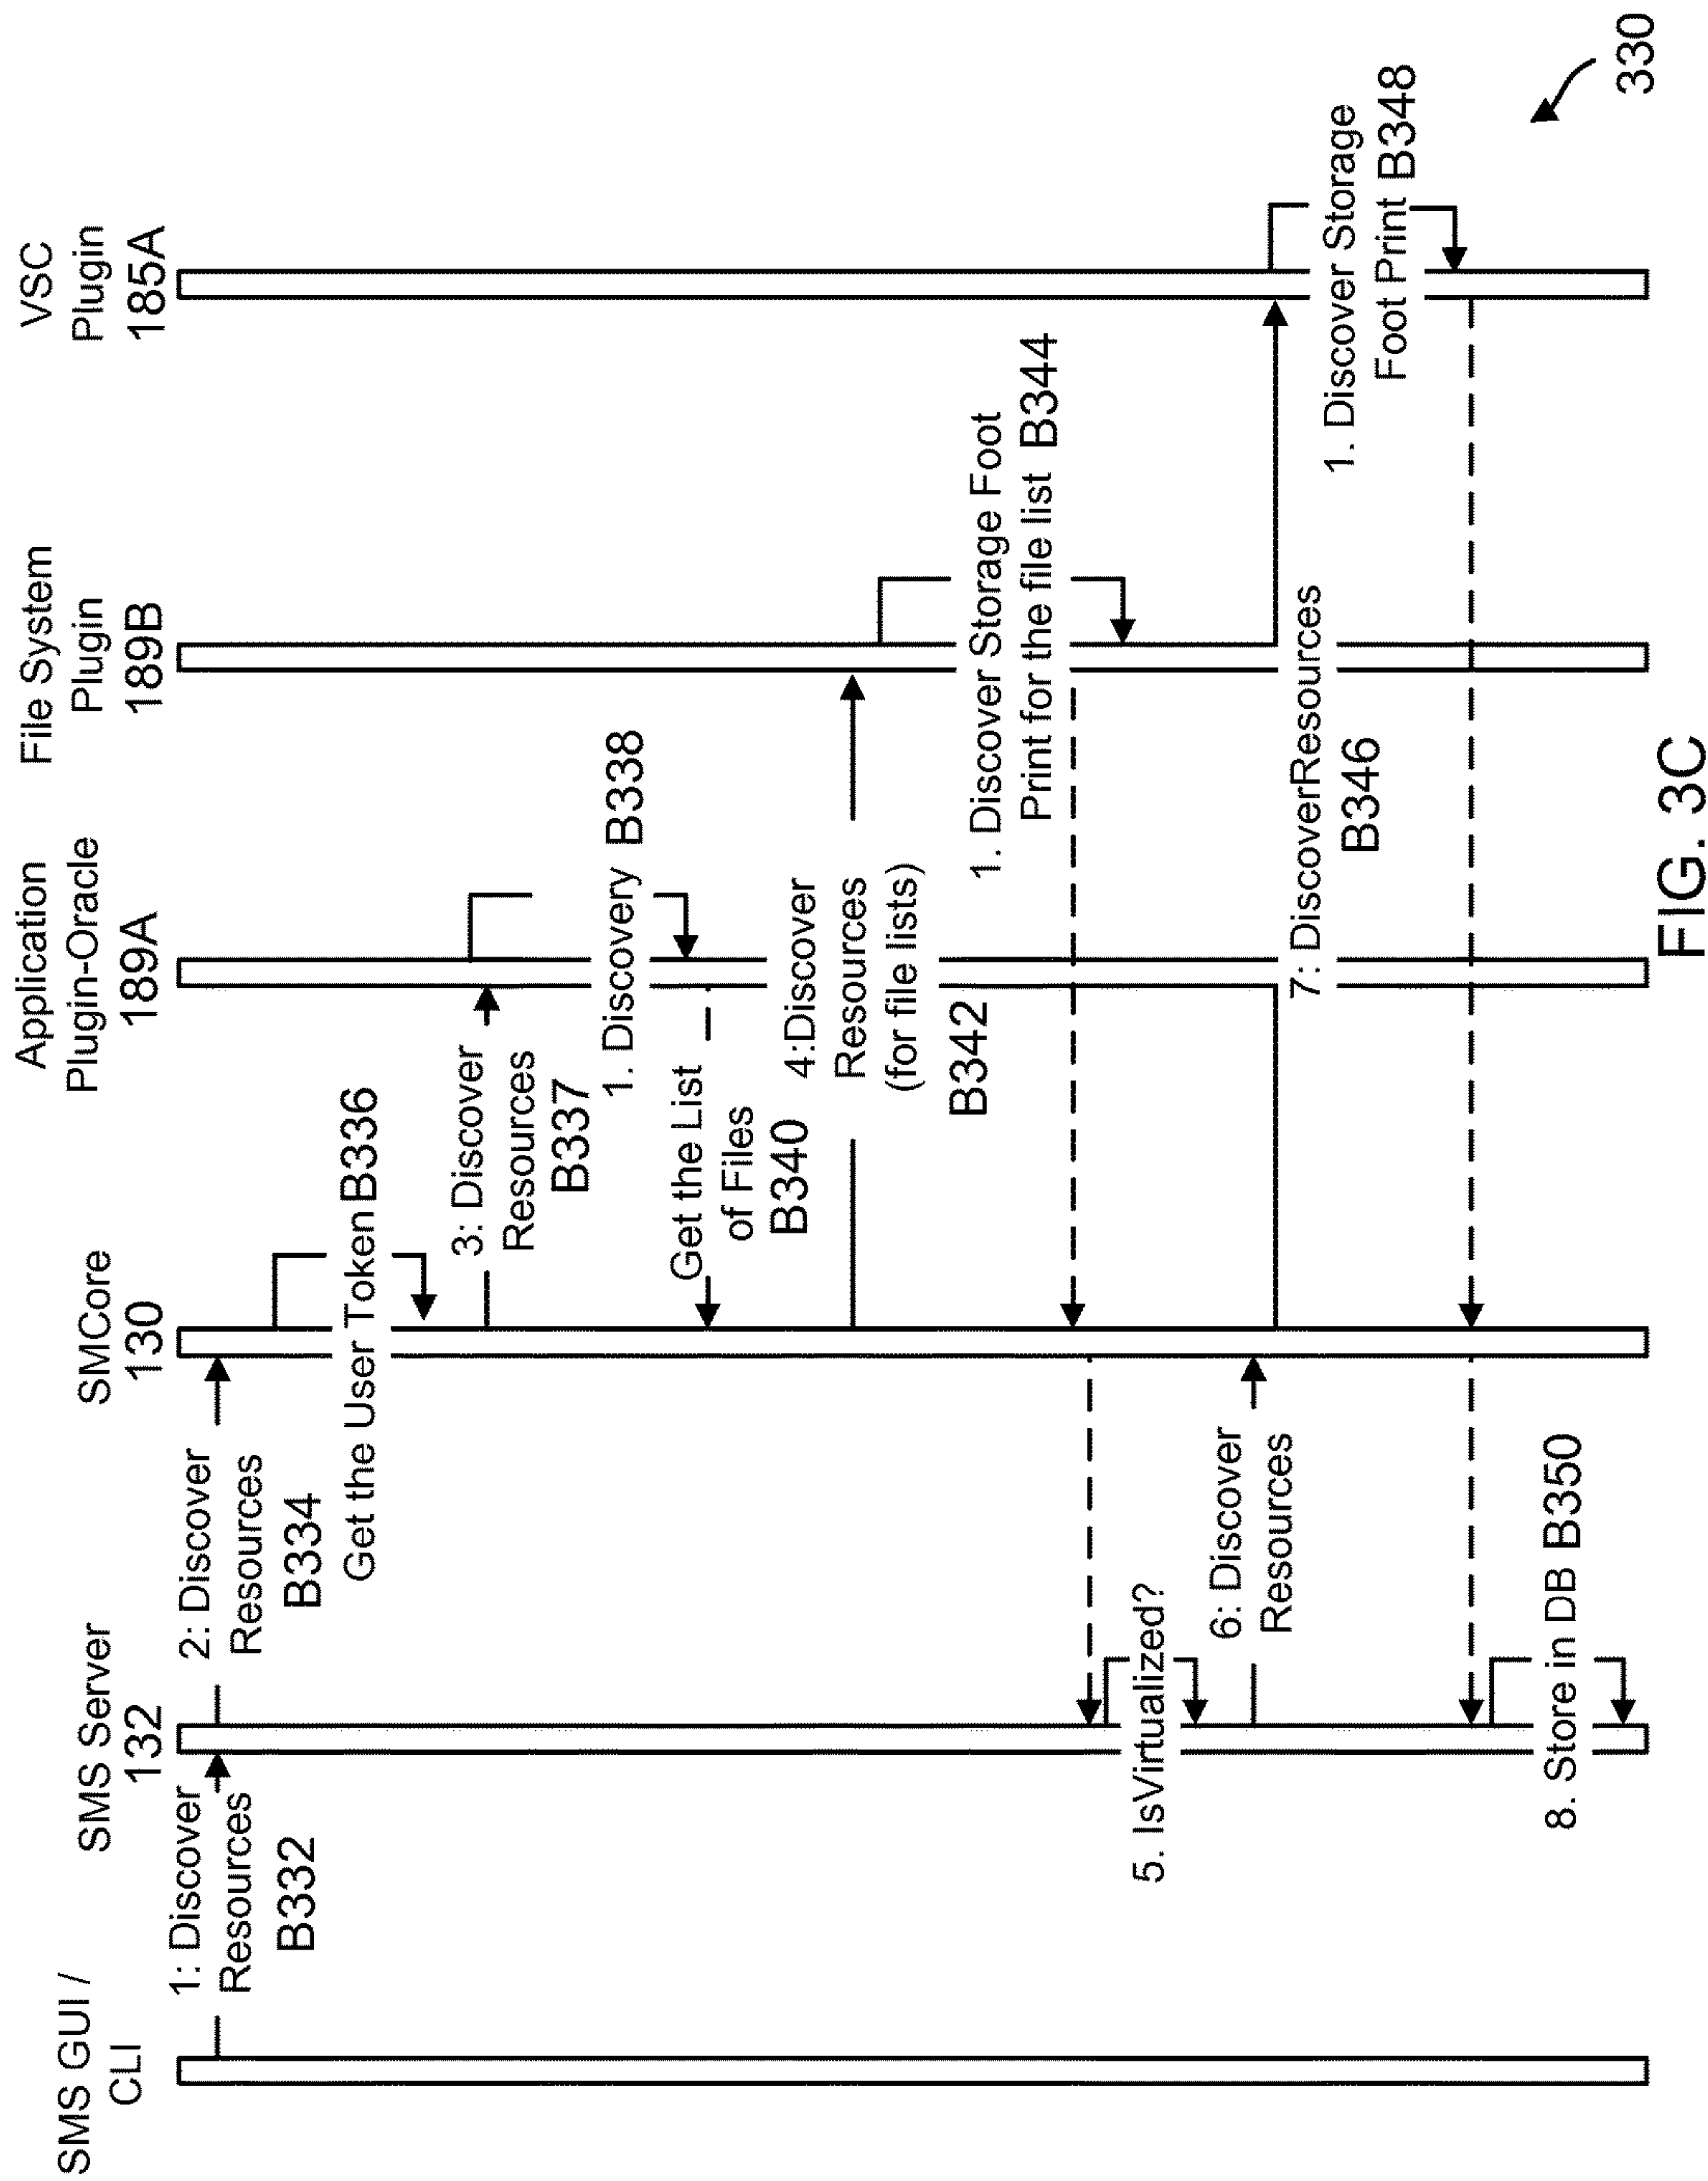 SMS GUI /
CLI
SMS Server
132
SMCore
130
Application
Plugin-Oracle
189A
File System
Plugin
189B
VSC
Plugin
185A
1: Discover
Resources
B332
2: Discover
Resources
B334
Get the User Token B336
3: Discover
Resources
B337
1. Discovery B338
Get the List
of Files
B340
4:Discover
Resources
(for file lists)
B342
1. Discover Storage Foot
Print for the file list B344
5. IsVirtualized?
6: Discover
Resources
7: DiscoverResources
B346
1. Discover Storage
Foot Print B348
8. Store in DB B350
330
FIG. 3C